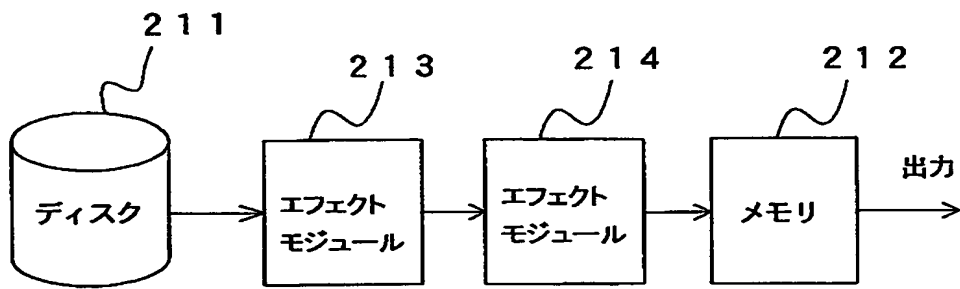 ２１１
２１３
２１４
２１２
ディスク
エフェクト
モジュール
エフェクト
モジュール
メモリ
出力